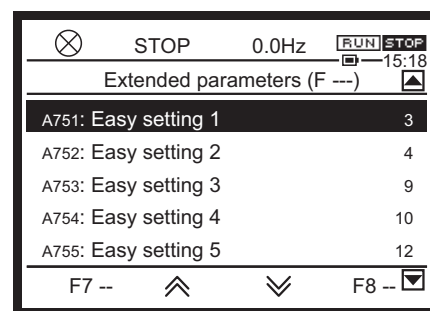 STOP 0.0Hz RUN STOP
15:18
Extended parameters (F ---)
A751: Easy setting 1 3
A752: Easy setting 2 4
A753: Easy setting 3 9
A754: Easy setting 4 10
A755: Easy setting 5 12
F7 -- F8 --